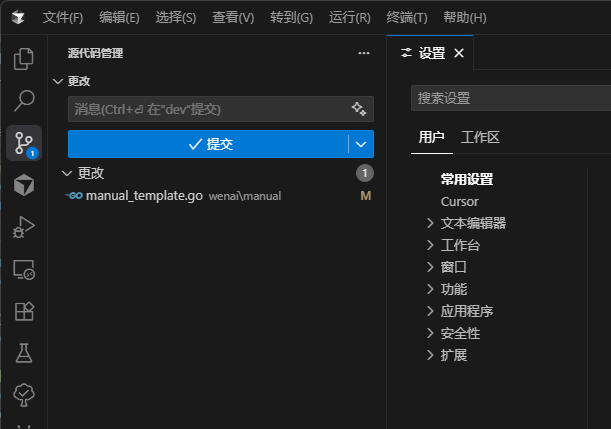 文件(F) 编辑(E) 选择(S) 查看(V) 转到(G) 运行(R) 终端(T) 帮助(H)
源代码管理
更改
消息(Ctrl+⏎ 在"dev"提交)
提交
更改 1
GO manual_template.go wenai\manual M
1
设置
搜索设置
用户 工作区
常用设置
Cursor
文本编辑器
工作台
窗口
功能
应用程序
安全性
扩展